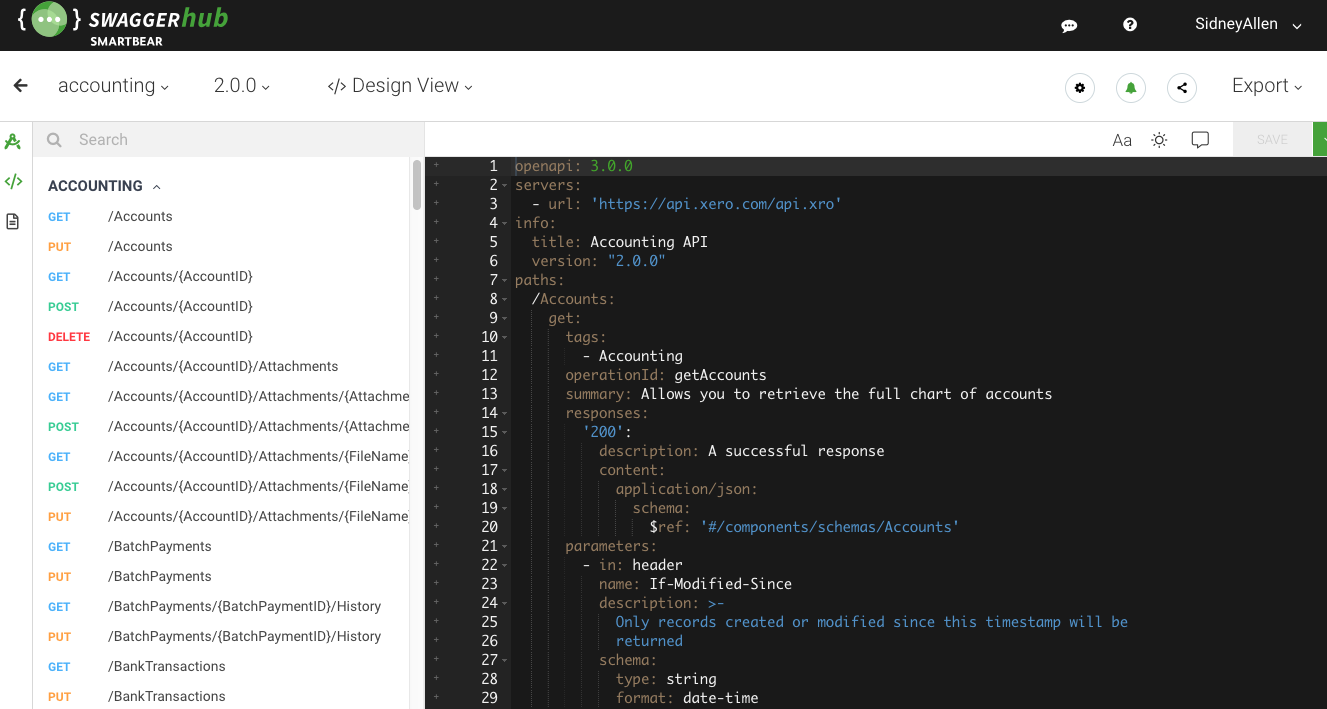 { ... } SWAGGERhub
SMARTBEAR
SidneyAllen
accounting
2.0.0
</> Design View
Export
Search
Aa
SAVE
ACCOUNTING
GET /Accounts
PUT /Accounts
GET /Accounts/{AccountID}
POST /Accounts/{AccountID}
DELETE /Accounts/{AccountID}
GET /Accounts/{AccountID}/Attachments
GET /Accounts/{AccountID}/Attachments/{Attachme
POST /Accounts/{AccountID}/Attachments/{Attachme
GET /Accounts/{AccountID}/Attachments/{FileName}
POST /Accounts/{AccountID}/Attachments/{FileName}
PUT /Accounts/{AccountID}/Attachments/{FileName}
GET /BatchPayments
PUT /BatchPayments
GET /BatchPayments/{BatchPaymentID}/History
PUT /BatchPayments/{BatchPaymentID}/History
GET /BankTransactions
PUT /BankTransactions
1 openapi: 3.0.0
2 servers:
3 - url: 'https://api.xero.com/api.xro'
4 info:
5 title: Accounting API
6 version: "2.0.0"
7 paths:
8 /Accounts:
9 get:
10 tags:
11 - Accounting
12 operationId: getAccounts
13 summary: Allows you to retrieve the full chart of accounts
14 responses:
15 '200':
16 description: A successful response
17 content:
18 application/json:
19 schema:
20 $ref: '#/components/schemas/Accounts'
21 parameters:
22 - in: header
23 name: If-Modified-Since
24 description: >-
25 Only records created or modified since this timestamp will be
26 returned
27 schema:
28 type: string
29 format: date-time